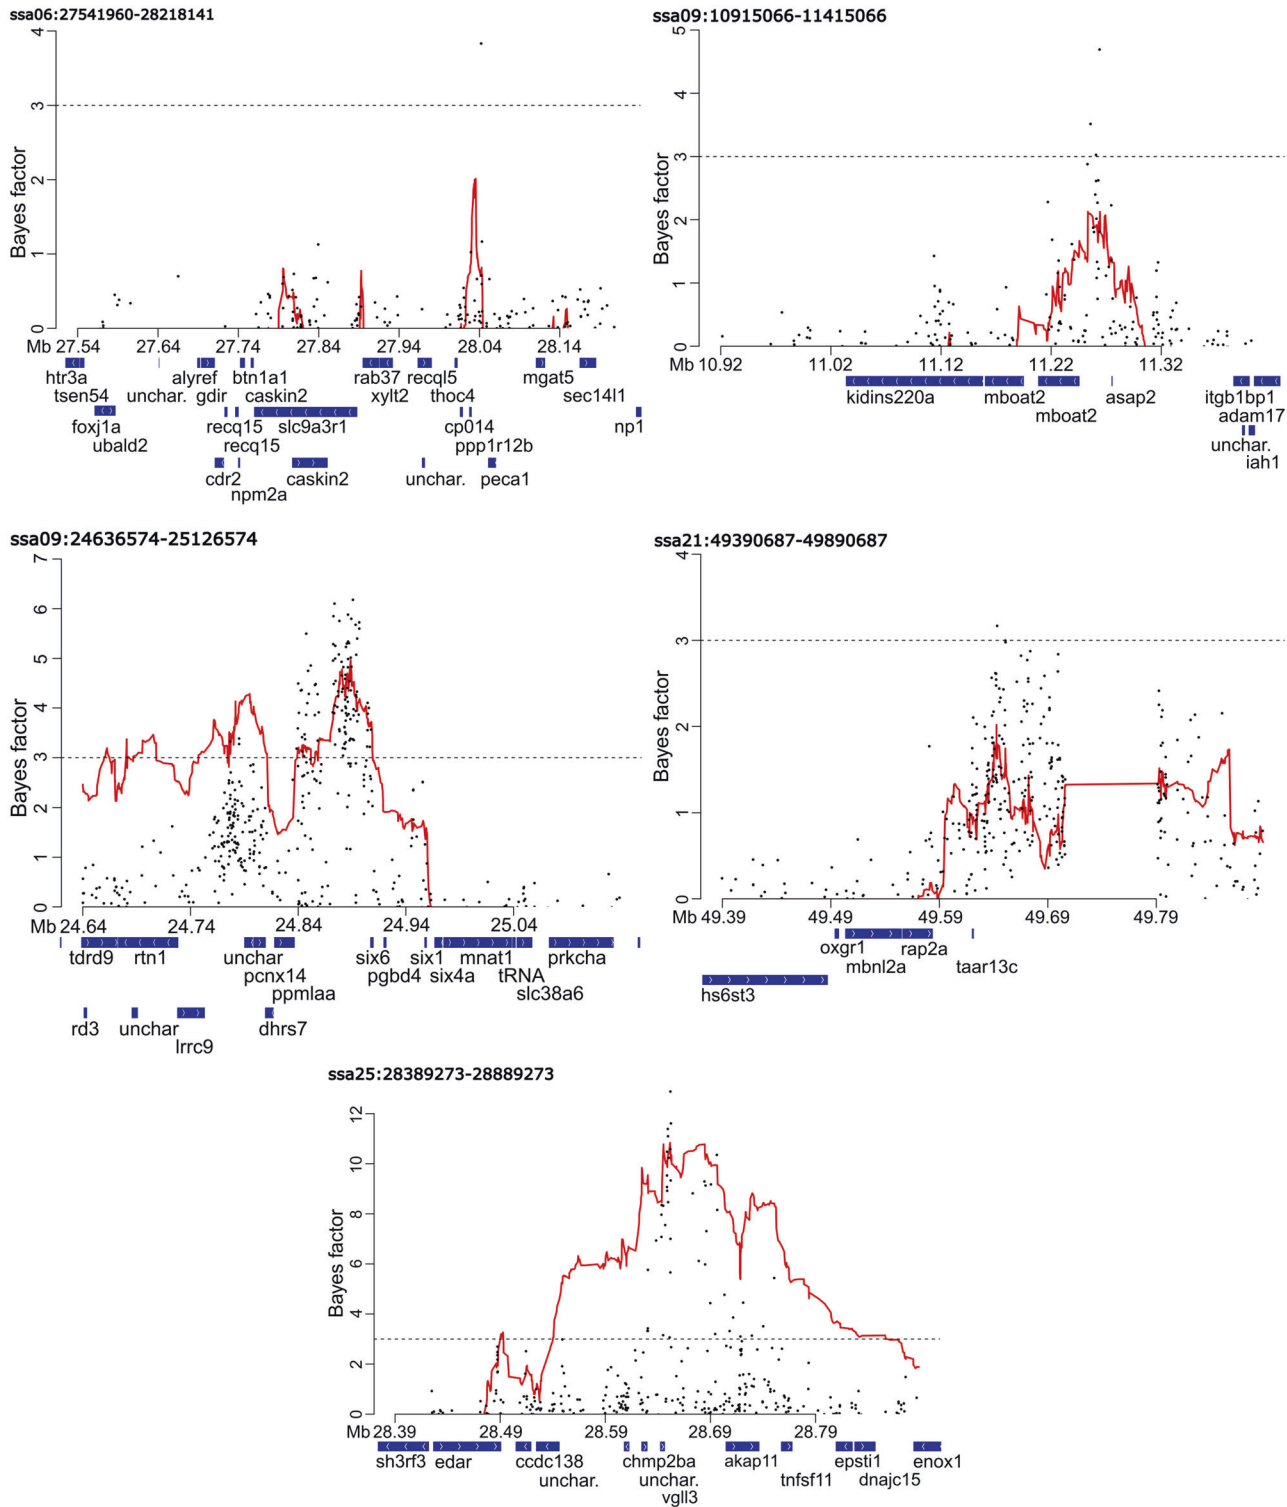 ssa06:27541960-28218141
4
3
2
1
0
Bayes factor
Mb 27.54 27.64 27.74 27.84 27.94 28.04 28.14
htr3a alyref btn1a1 rab37 recql5 mgat5
tsen54 unchar. gdir caskin2 xylt2 thoc4 sec14l1
foxj1a recq15 slc9a3r1 cp014 np1
ubald2 recq15 ppp1r12b
cdr2 caskin2 unchar. peca1
npm2a
ssa09:10915066-11415066
5
4
3
2
1
0
Bayes factor
Mb 10.92 11.02 11.12 11.22 11.32
kidins220a mboat2 asap2 itgb1bp1
mboat2 adam17
unchar.
iah1
ssa09:24636574-25126574
7
6
5
4
3
2
1
0
Bayes factor
Mb 24.64 24.74 24.84 24.94 25.04
tdrd9 rtn1 unchar six6 six1 mnat1 prkcha
pcnx14 pgbd4 six4a tRNA
ppmlaa slc38a6
rd3 unchar dhrs7
lrrc9
ssa21:49390687-49890687
4
3
2
1
0
Bayes factor
Mb 49.39 49.49 49.59 49.69 49.79
oxgr1 rap2a
mbnl2a taar13c
hs6st3
ssa25:28389273-28889273
12
10
8
6
4
2
0
Bayes factor
Mb 28.39 28.49 28.59 28.69 28.79
sh3rf3 edar ccdc138 chmp2ba akap11 epsti1 enox1
unchar. unchar. tnfsf11 dnajc15
vgll3